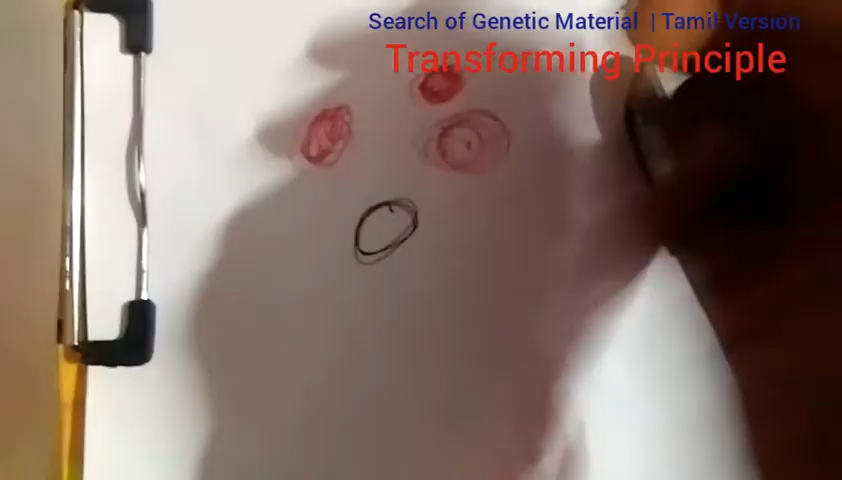 Search of Genetic Material | Tamil Version
Transforming Principle